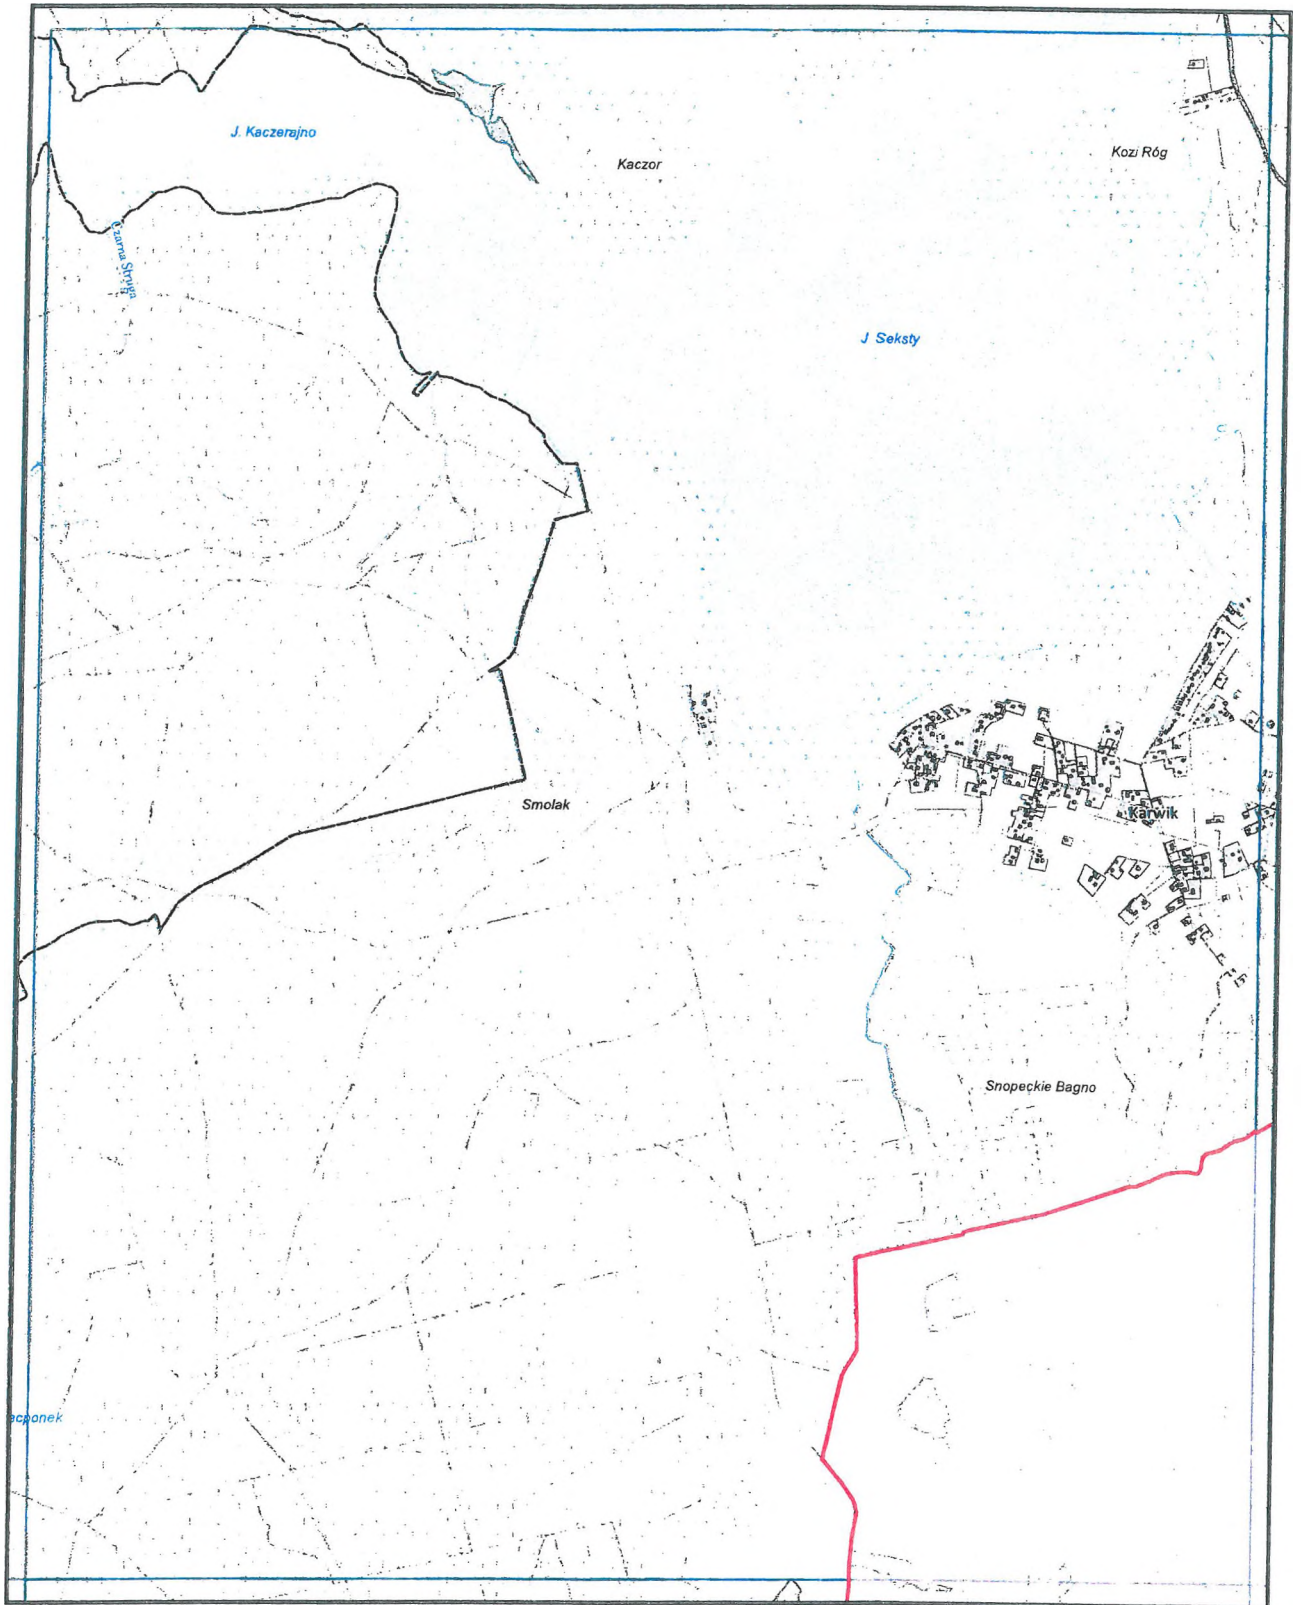 J. Kaczerajno
Kaczor
Kozi Róg
Czarna Struga
J Seksty
Smolak
Karwik
Snopeckie Bagno